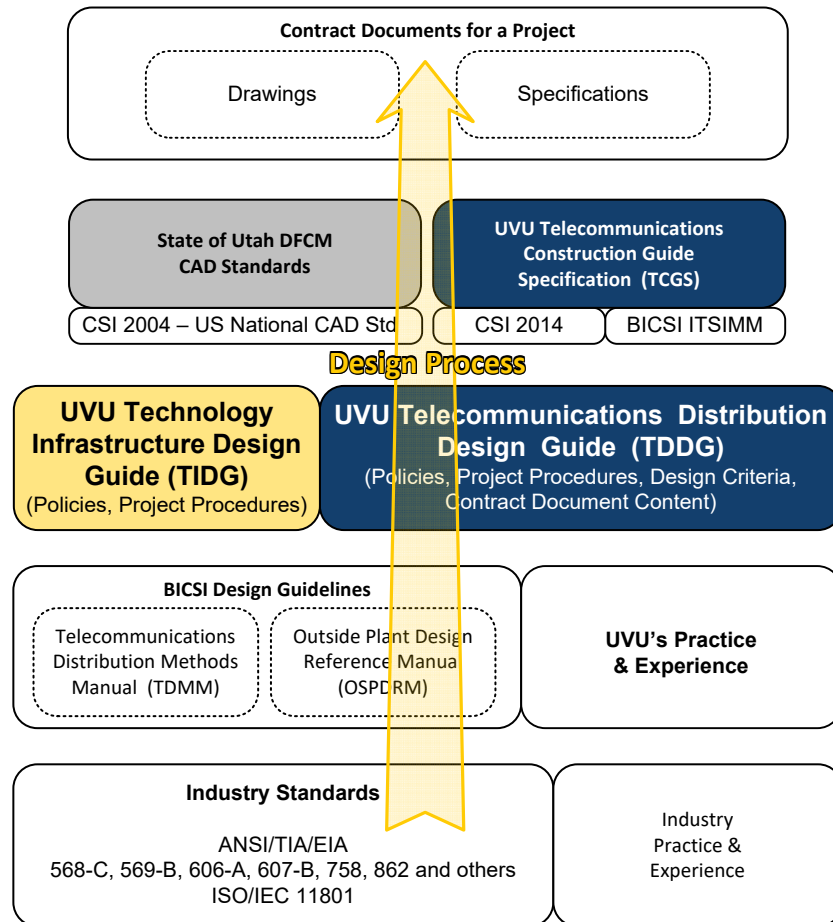 Contract Documents for a Project
Drawings
Specifications
State of Utah DFCM
CAD Standards
UVU Telecommunications
Construction Guide
Specification (TCGS)
CSI 2004 – US National CAD Std
CSI 2014
BICSI ITSIMM
Design Process
UVU Technology
Infrastructure Design
Guide (TIDG)
(Policies, Project Procedures)
UVU Telecommunications Distribution
Design Guide (TDDG)
(Policies, Project Procedures, Design Criteria,
Contract Document Content)
BICSI Design Guidelines
Telecommunications
Distribution Methods
Manual (TDMM)
Outside Plant Design
Reference Manual
(OSPDRM)
UVU's Practice
& Experience
Industry Standards
ANSI/TIA/EIA
568-C, 569-B, 606-A, 607-B, 758, 862 and others
ISO/IEC 11801
Industry
Practice &
Experience